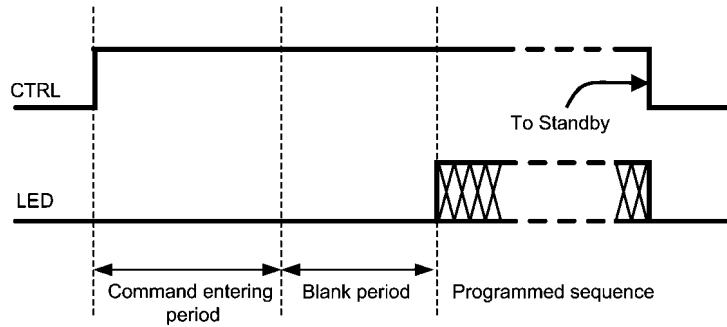 CTRL
To Standby
LED
Command entering
period
Blank period
Programmed sequence